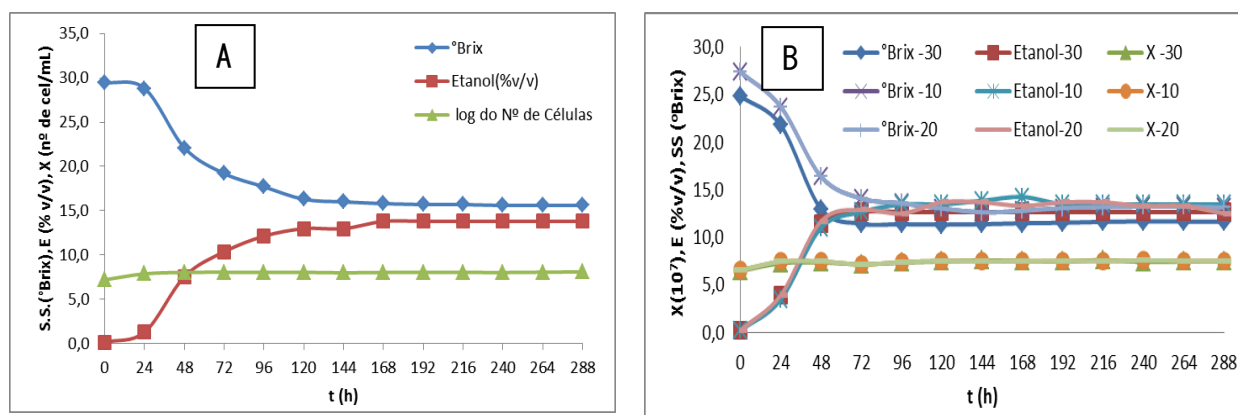 A
S.S.(°Brix), E (% v/v), X (nº de cel/mL)
35,0
30,0
25,0
20,0
15,0
10,0
5,0
0,0
°Brix
Etanol(%v/v)
log do Nº de Células
0 24 48 72 96 120 144 168 192 216 240 264 288
t (h)
B
X(10⁷), E (%v/v), SS (°Brix)
30,0
25,0
20,0
15,0
10,0
5,0
0,0
°Brix -30 Etanol-30 X -30
°Brix -10 Etanol-10 X-10
°Brix-20 Etanol-20 X-20
0 24 48 72 96 120 144 168 192 216 240 264 288
t (h)